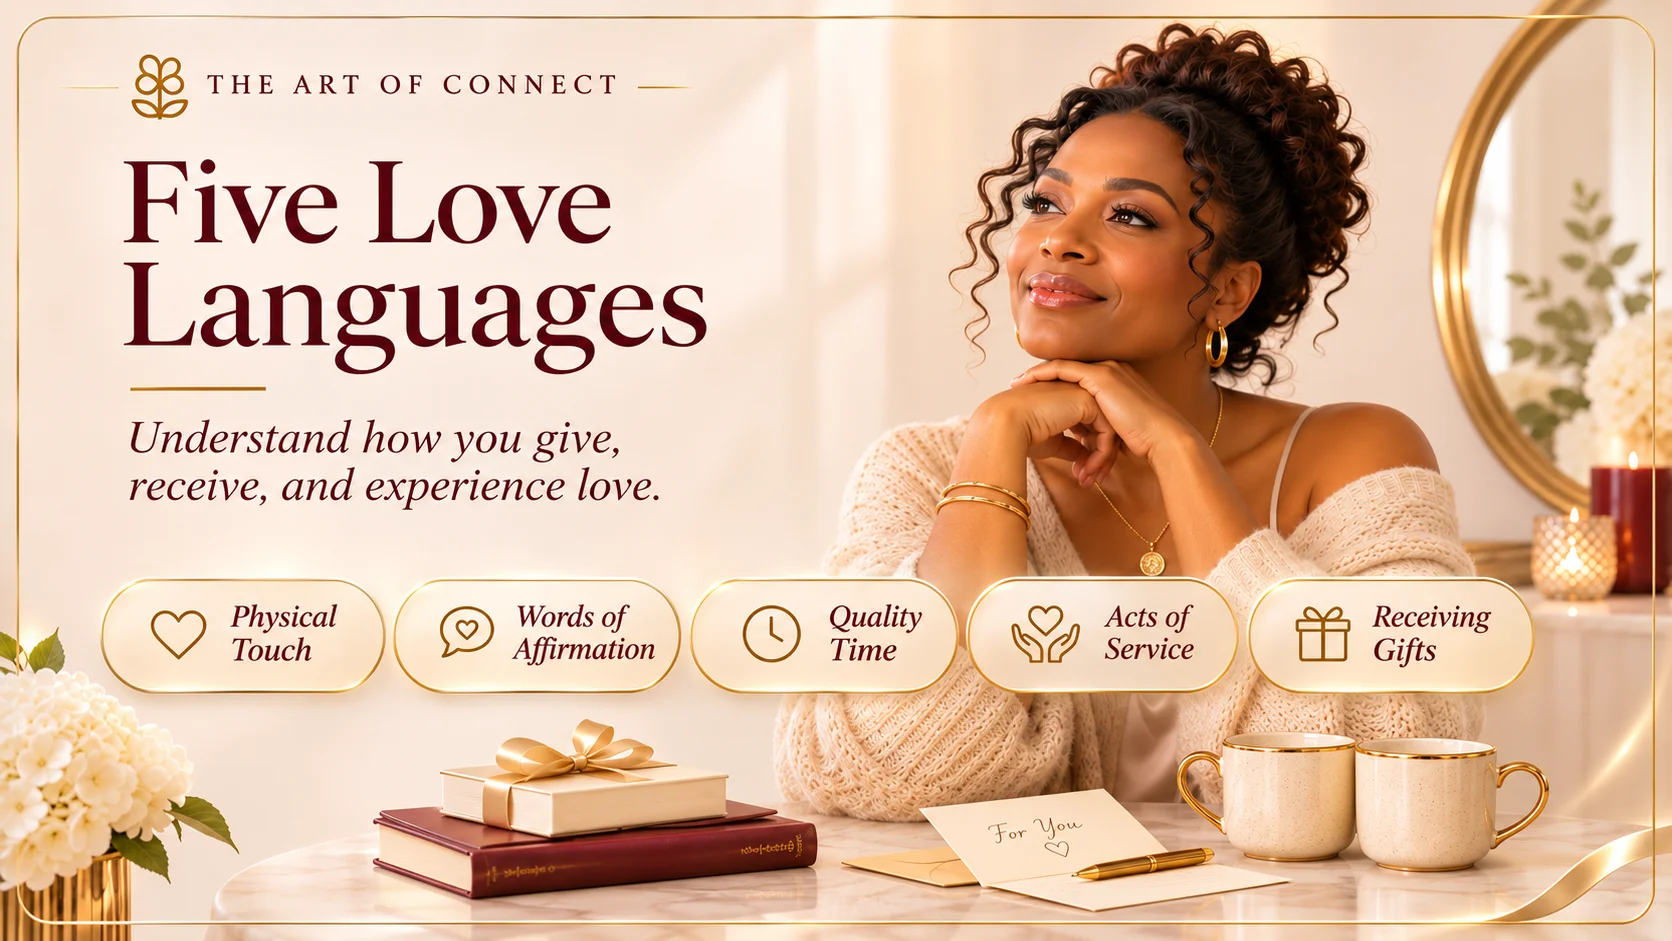 THE ART OF CONNECT
Five Love
Languages
Understand how you give,
receive, and experience love.
Physical
Touch
Words of
Affirmation
Quality
Time
Acts of
Service
Receiving
Gifts
For You